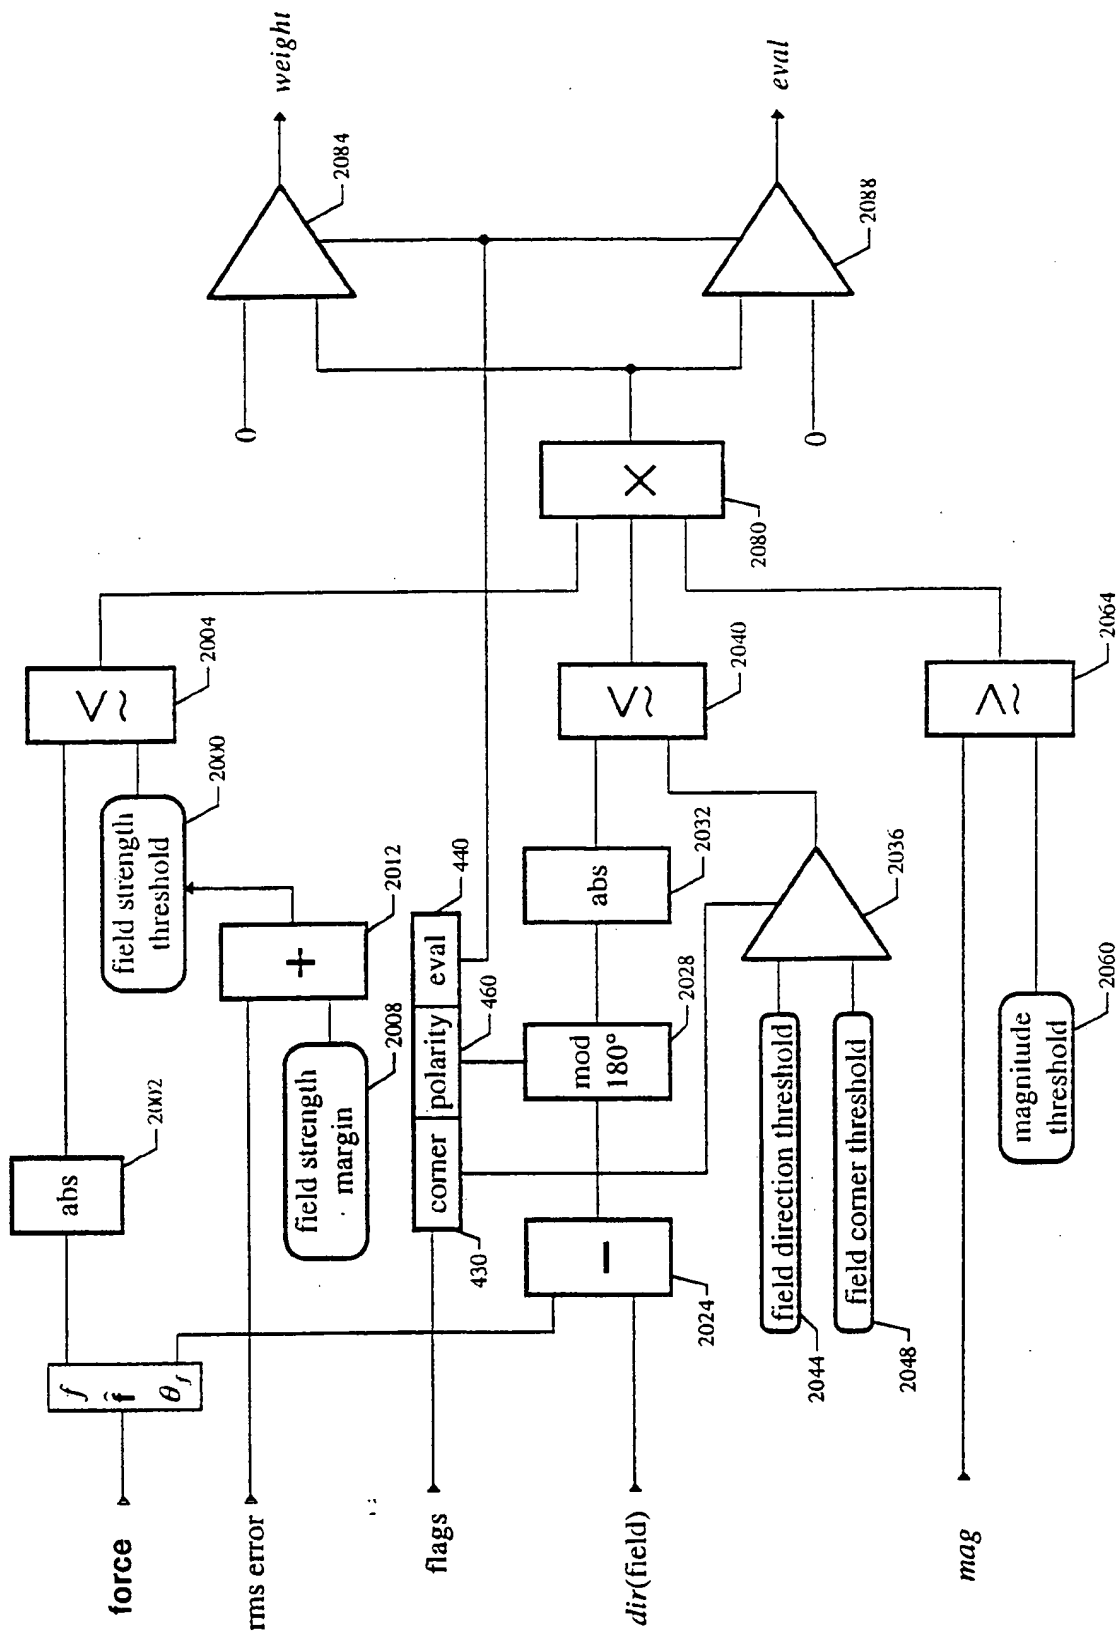 force
rms error
flags
dir(field)
mag
f
f̂
θf
abs
2002
field strength
threshold
2000
<
≈
2004
field strength
margin
2008
+
2012
430
corner
polarity
eval
460
440
−
2024
mod
180°
2028
abs
2032
<
≈
2040
field direction threshold
2044
field corner threshold
2048
2036
magnitude
threshold
2060
>
≈
2064
×
2080
0
2084
weight
0
2088
eval